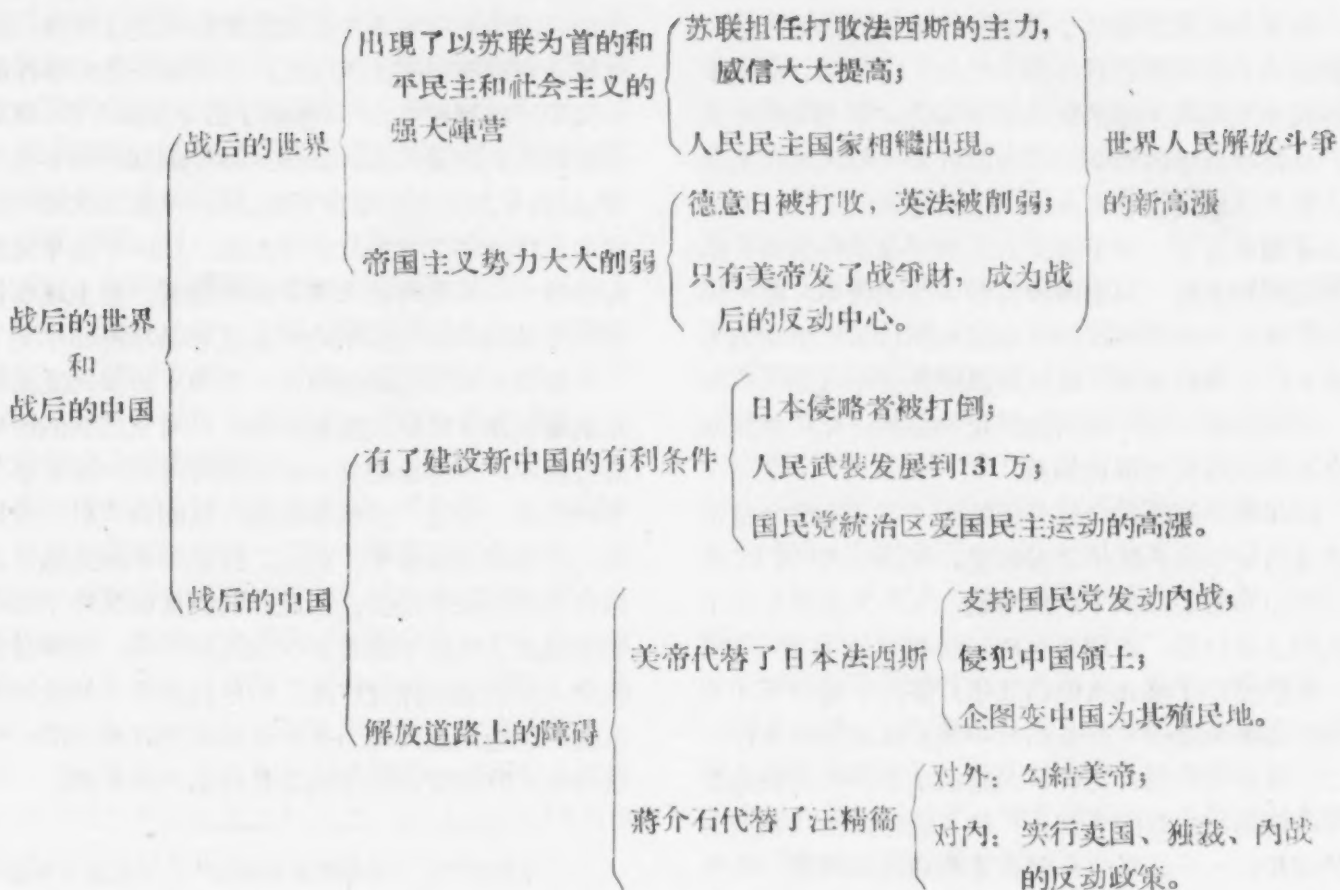 出現了以苏联为首的和
平民主和社会主义的
强大陣营
苏联担任打收法西斯的主力,
威信大大提高;
战后的世界
人民民主国家相繼出現。
世界人民解放斗爭
德意日被打收, 英法被削弱;
的新高漲
帝国主义势力大大削弱
只有美帝发了战爭財, 成为战
后的反动中心。
战后的世界
和
战后的中国
日本侵略者被打倒;
有了建設新中国的有利条件
人民武装发展到131万;
国民党統治区爱国民主运动的高漲。
战后的中国
支持国民党发动內战;
美帝代替了日本法西斯
侵犯中国領土;
企图变中国为其殖民地。
解放道路上的障碍
对外: 勾結美帝;
蔣介石代替了汪精衞
对內: 实行卖国、独裁、內战
的反动政策。